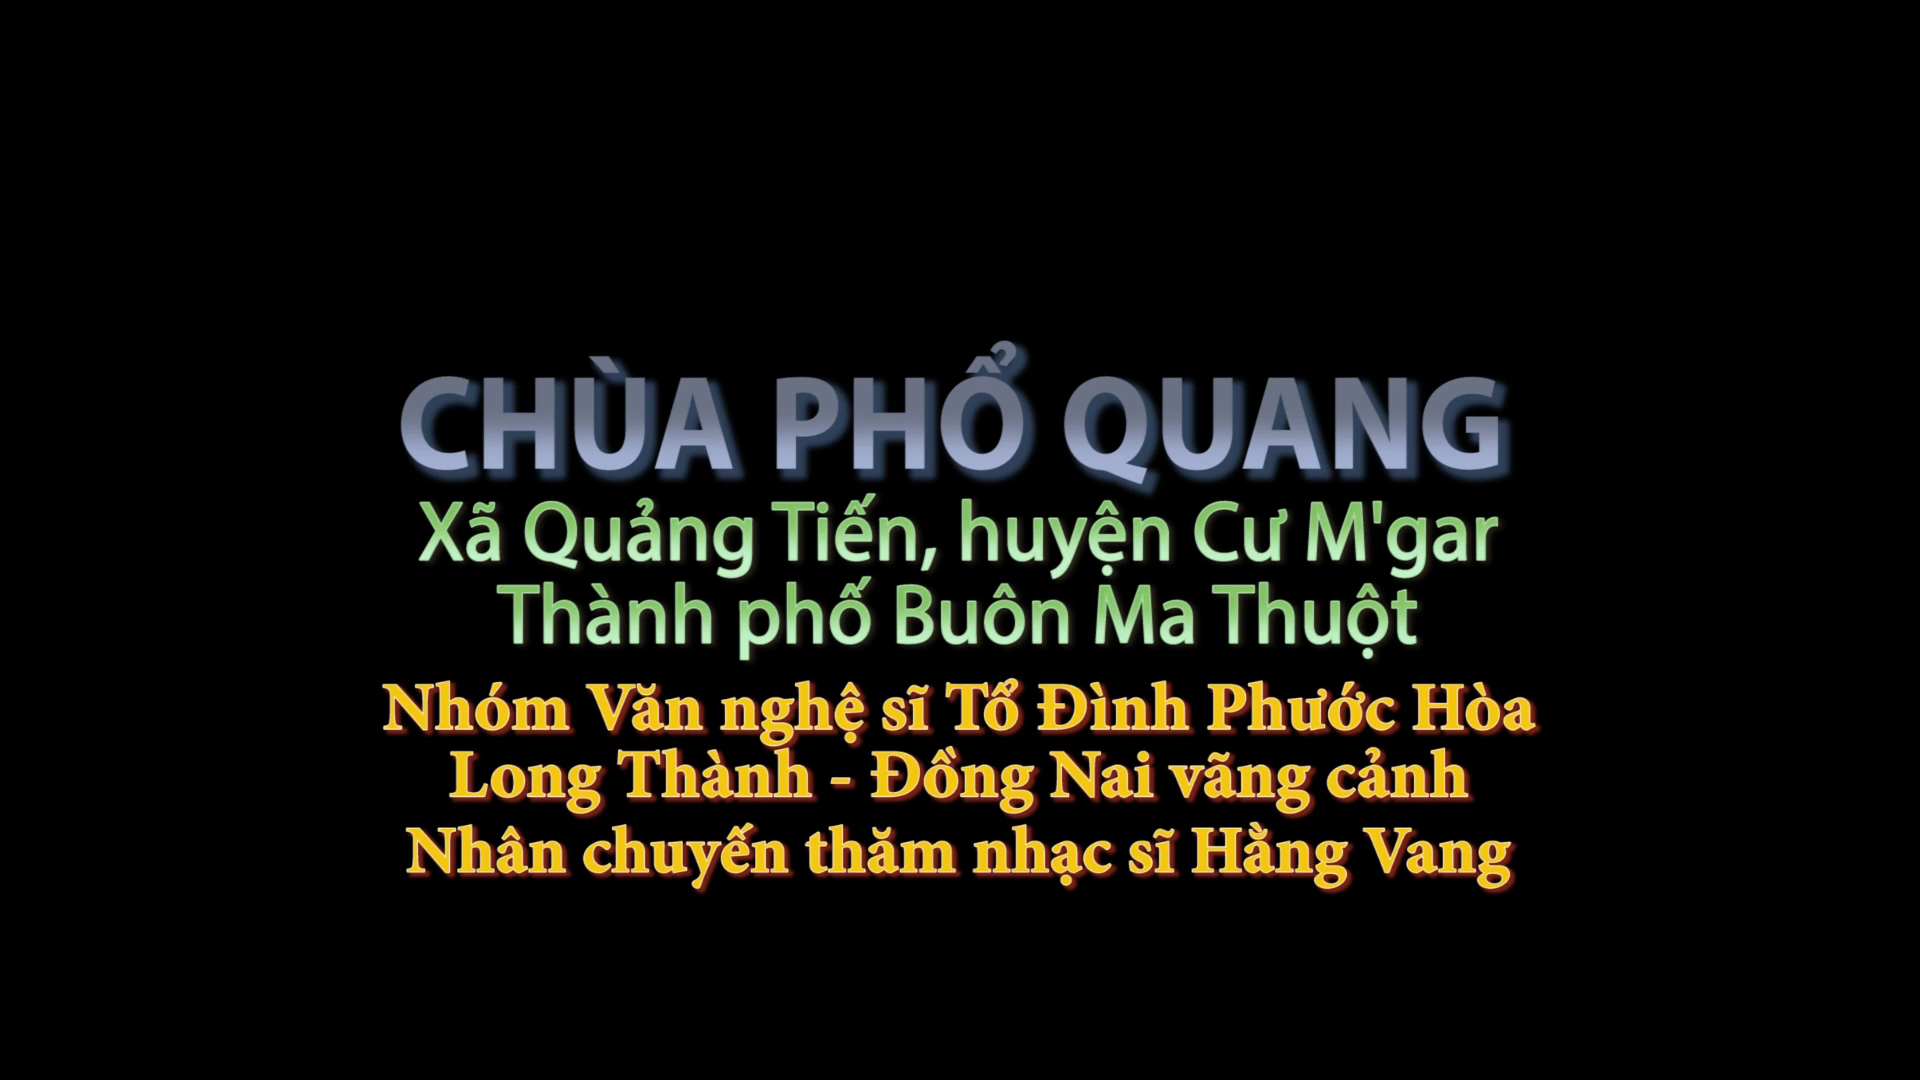 CHÙA PHỔ QUANG
Xã Quảng Tiến, huyện Cư M'gar
Thành phố Buôn Ma Thuột
Nhóm Văn nghệ sĩ Tổ Đình Phước Hòa
Long Thành - Đồng Nai vãng cảnh
Nhân chuyến thăm nhạc sĩ Hằng Vang